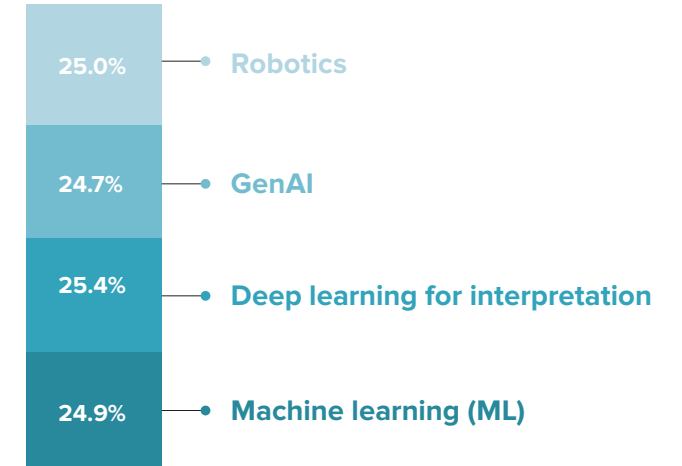 25.0% Robotics
24.7% GenAI
25.4% Deep learning for interpretation
24.9% Machine learning (ML)